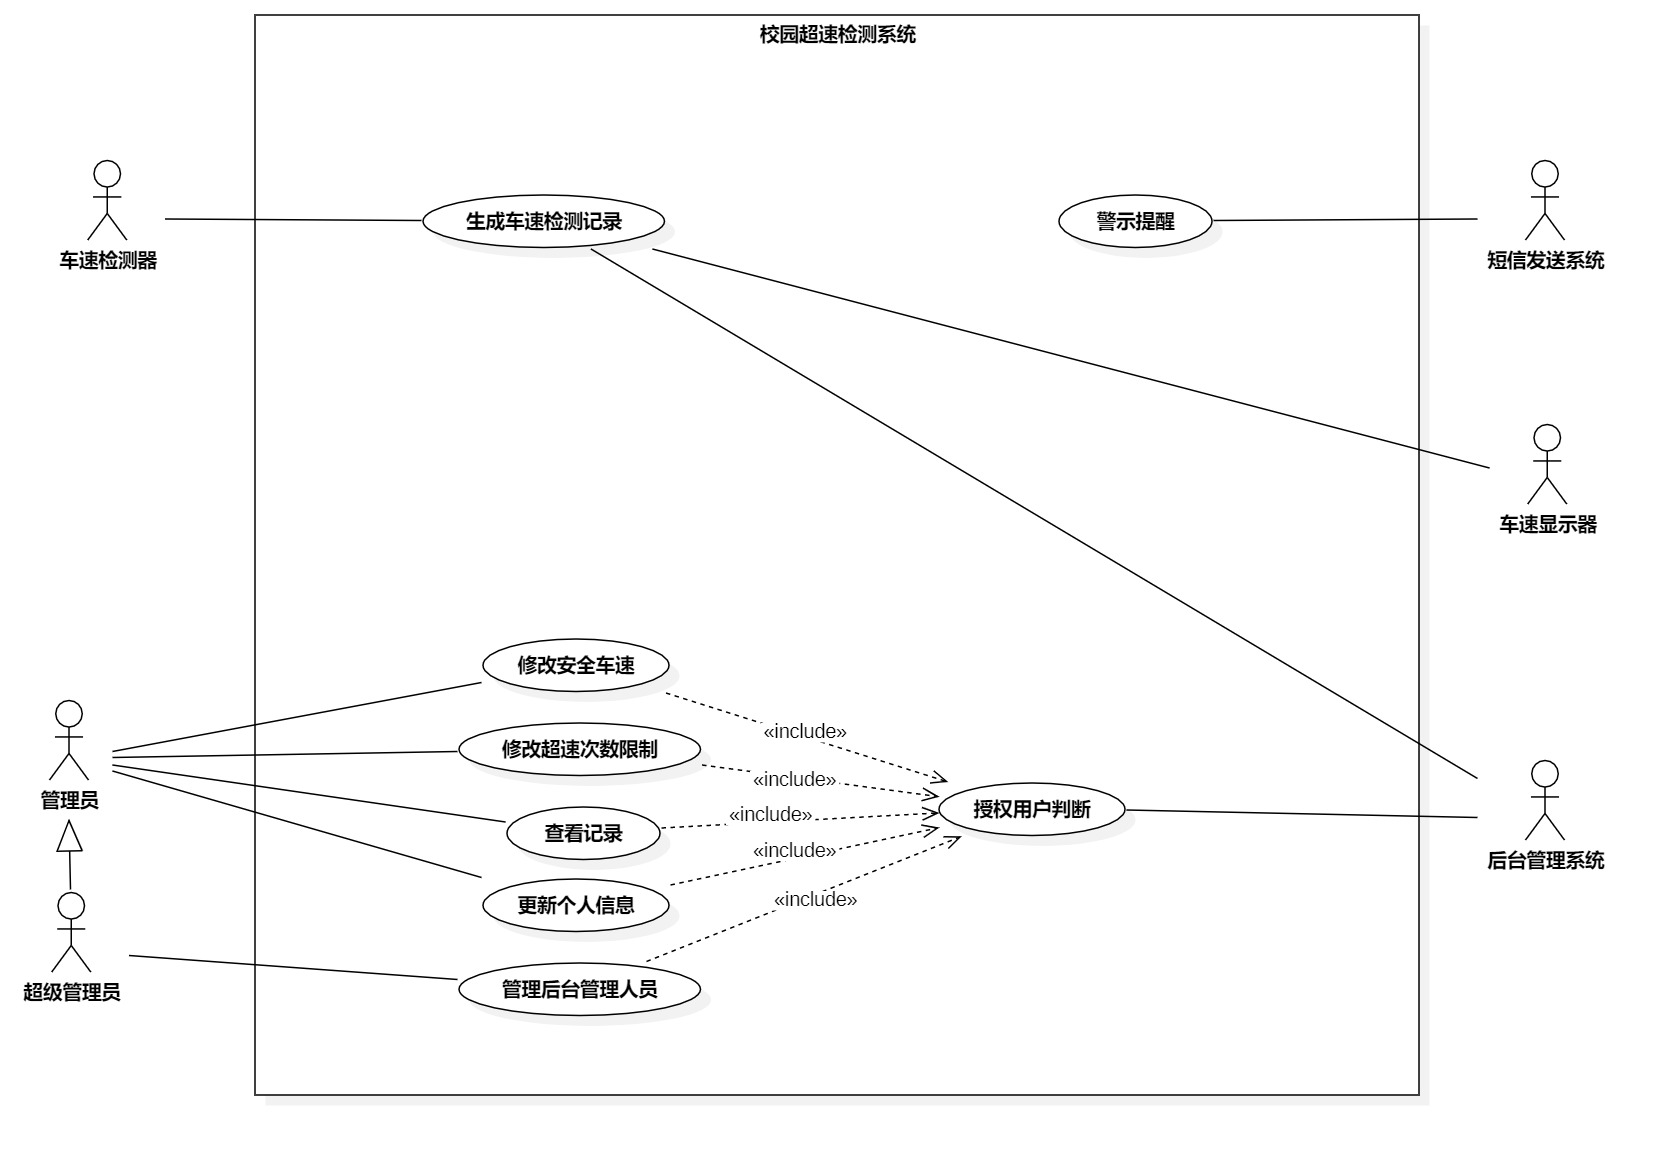 校园超速检测系统
车速检测器
生成车速检测记录
警示提醒
短信发送系统
车速显示器
修改安全车速
«include»
修改超速次数限制
«include»
管理员
查看记录
«include»
授权用户判断
«include»
后台管理系统
更新个人信息
«include»
超级管理员
管理后台管理人员